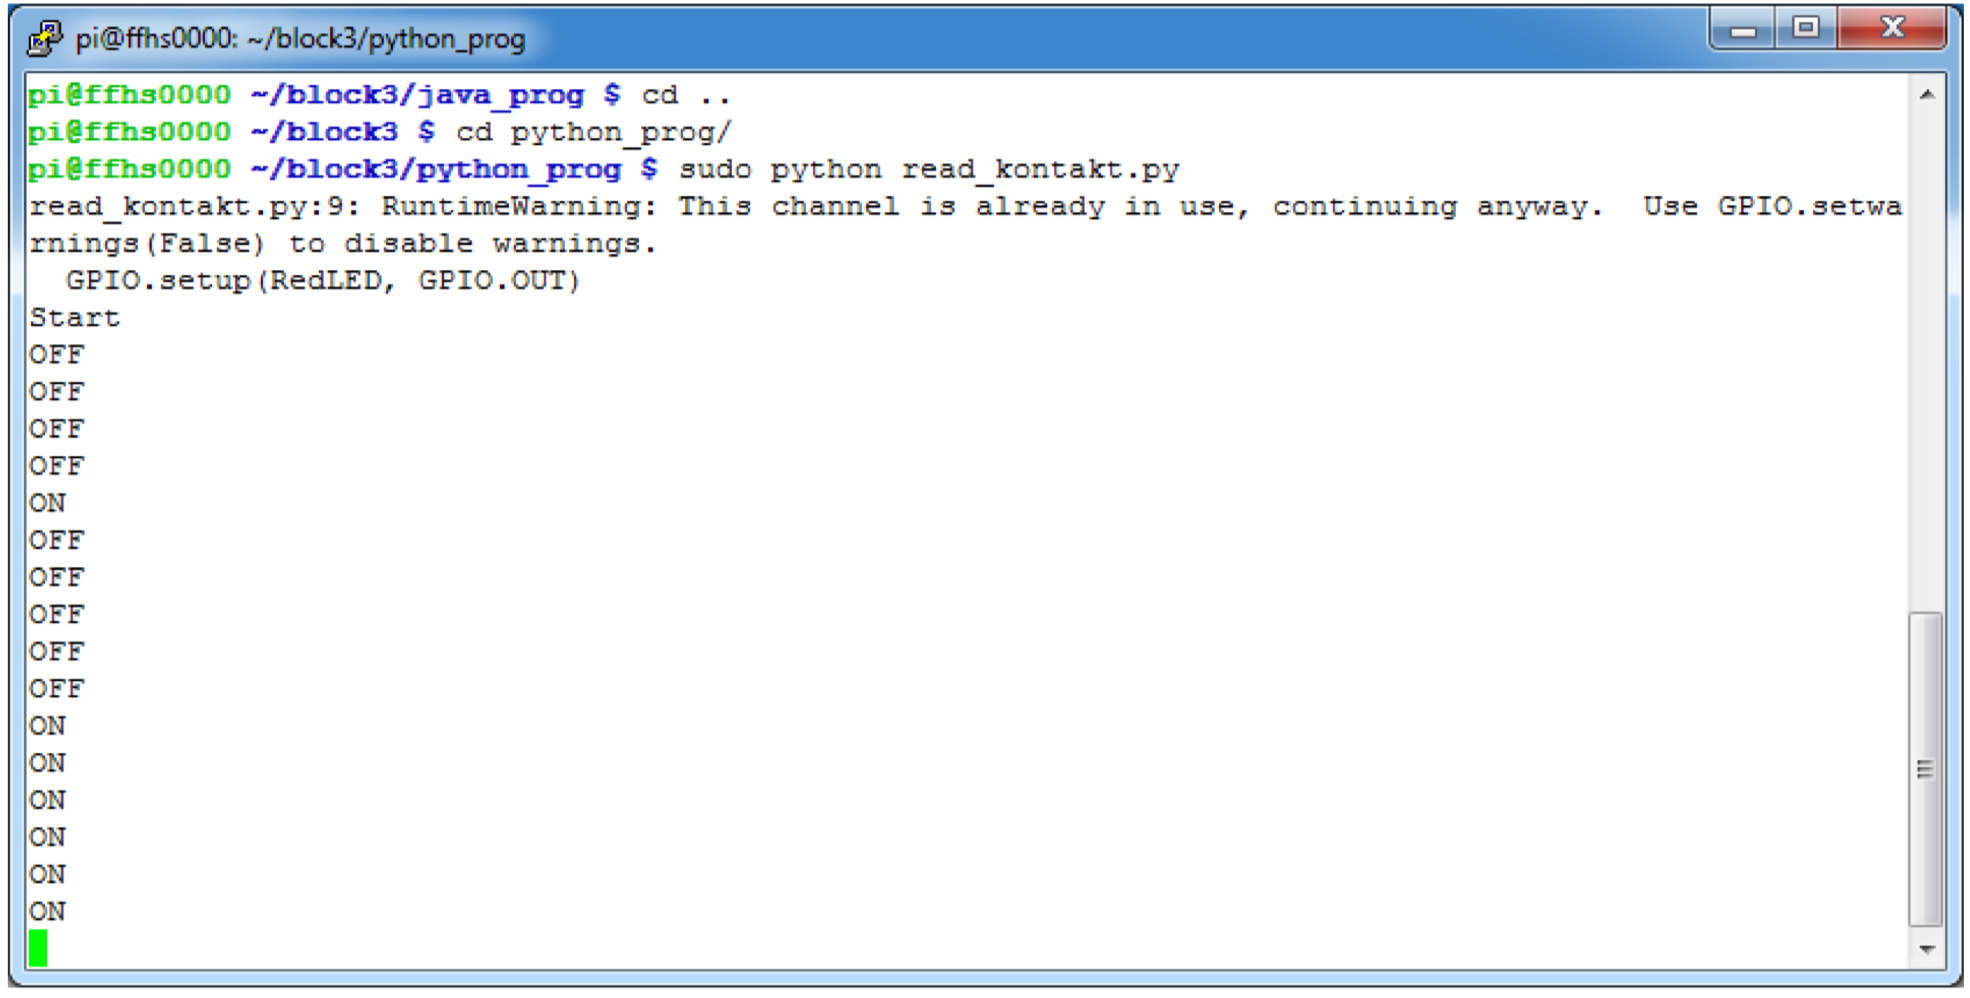 pi@ffhs0000: ~/block3/python_prog
pi@ffhs0000 ~/block3/java_prog $ cd ..
pi@ffhs0000 ~/block3 $ cd python_prog/
pi@ffhs0000 ~/block3/python_prog $ sudo python read_kontakt.py
read_kontakt.py:9: RuntimeWarning: This channel is already in use, continuing anyway.  Use GPIO.setwa
rnings(False) to disable warnings.
  GPIO.setup(RedLED, GPIO.OUT)
Start
OFF
OFF
OFF
OFF
ON
OFF
OFF
OFF
OFF
OFF
ON
ON
ON
ON
ON
ON